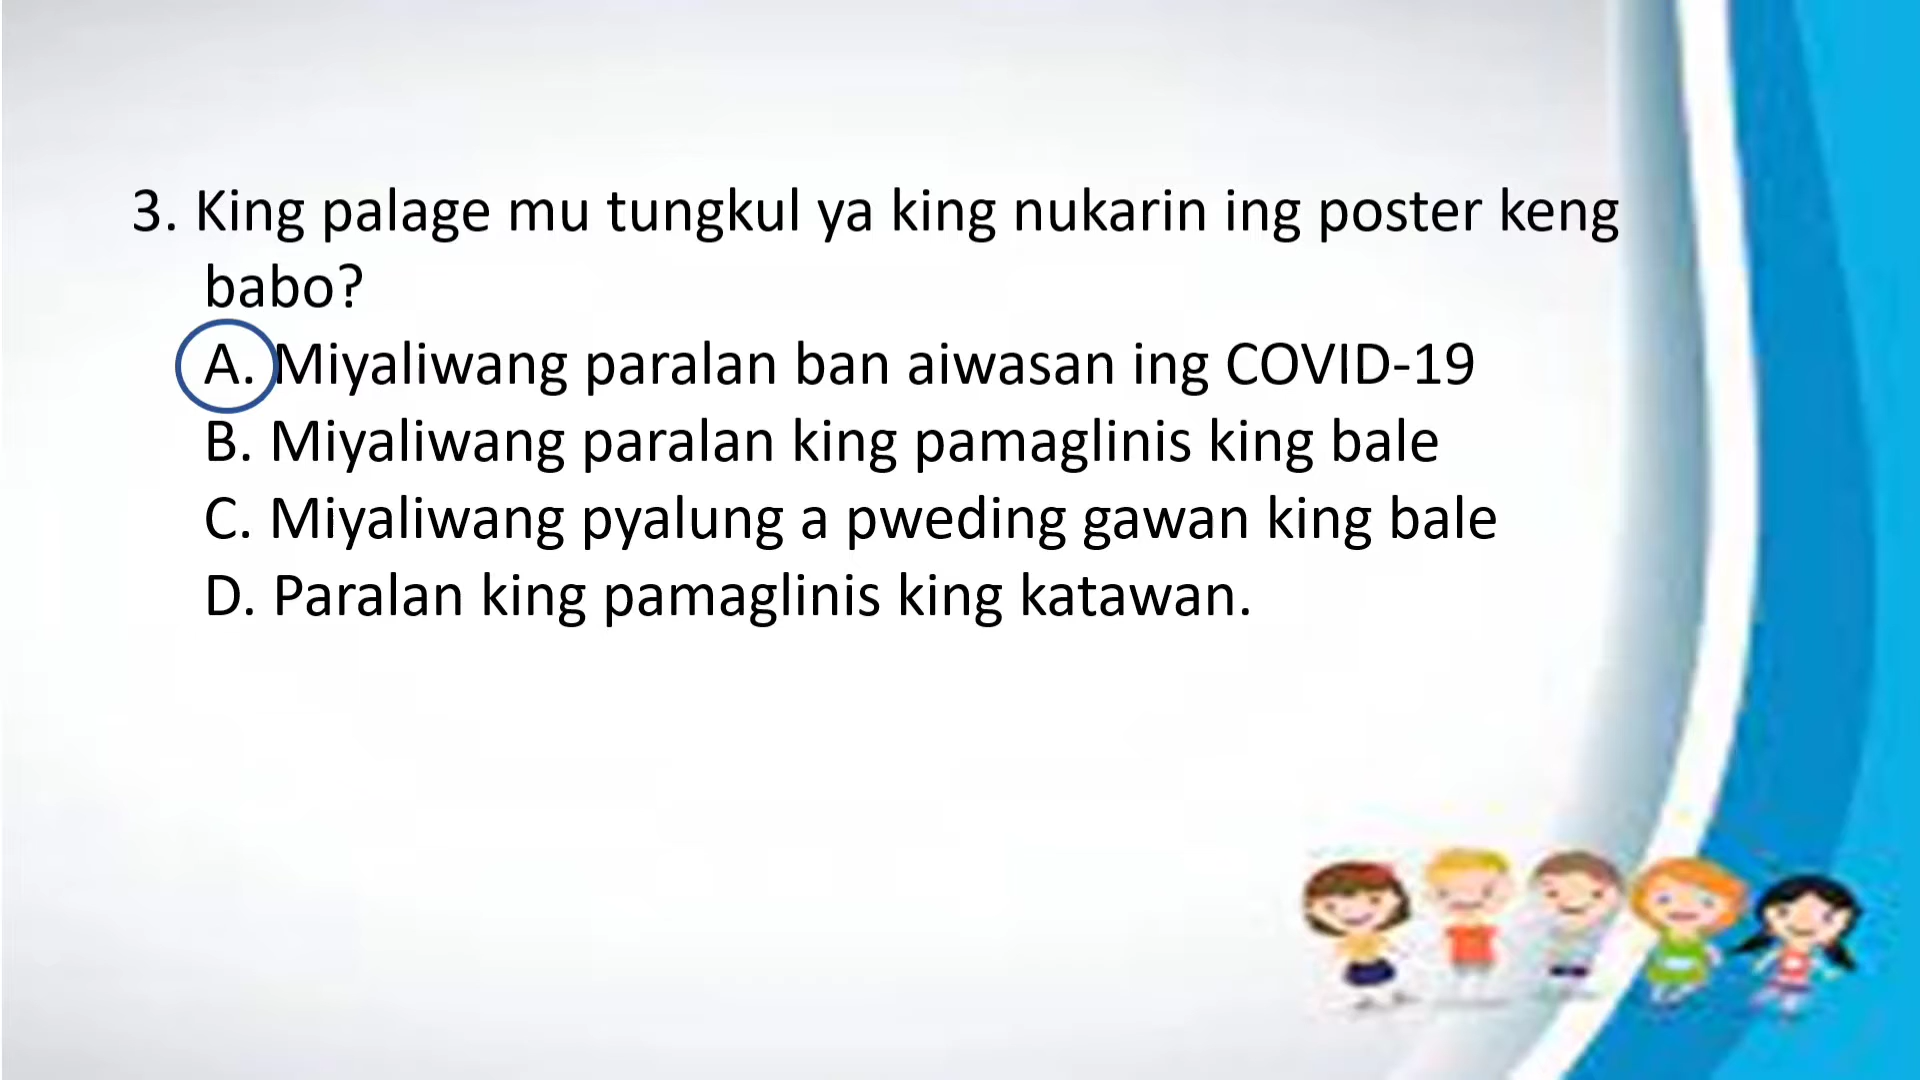 3. King palage mu tungkul ya king nukarin ing poster keng
babo?
A. Miyaliwang paralan ban aiwasan ing COVID-19
B. Miyaliwang paralan king pamaglinis king bale
C. Miyaliwang pyalung a pweding gawan king bale
D. Paralan king pamaglinis king katawan.